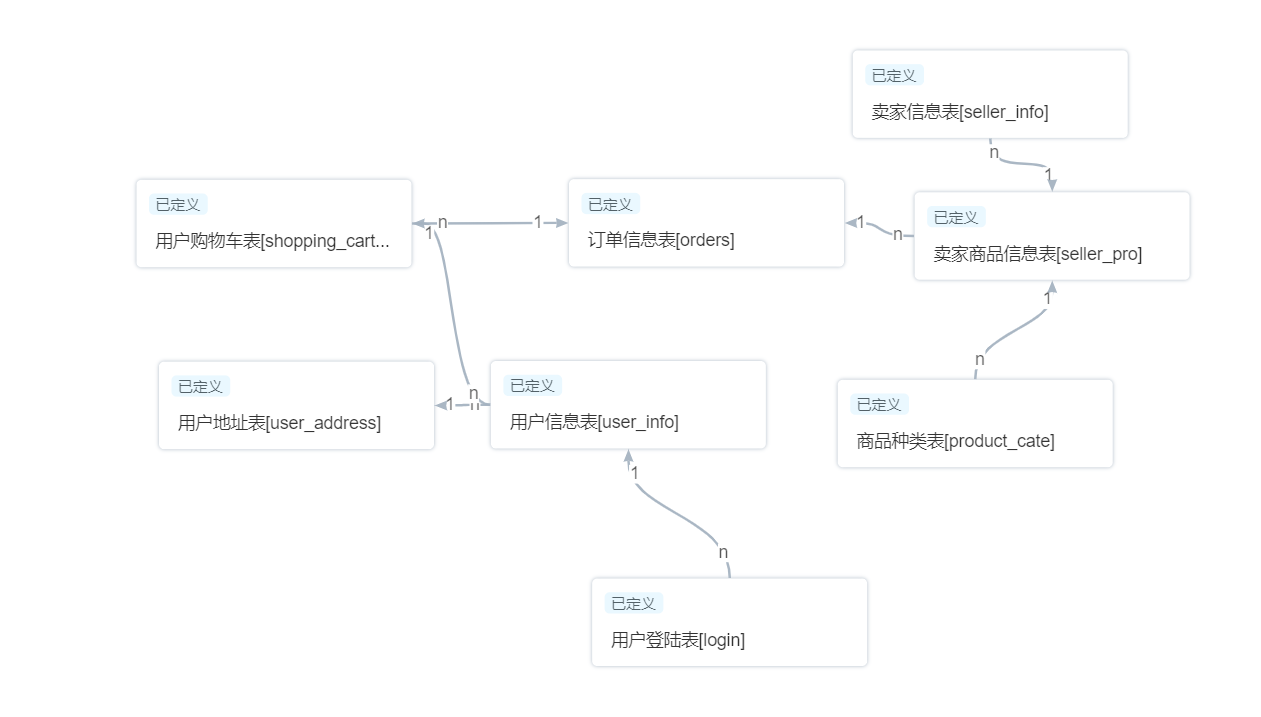 已定义
卖家信息表[seller_info]
n
1
已定义
用户购物车表[shopping_cart...
n
1
1
已定义
订单信息表[orders]
1
n
已定义
卖家商品信息表[seller_pro]
1
n
已定义
用户地址表[user_address]
1
n
n
已定义
用户信息表[user_info]
已定义
商品种类表[product_cate]
1
n
已定义
用户登陆表[login]